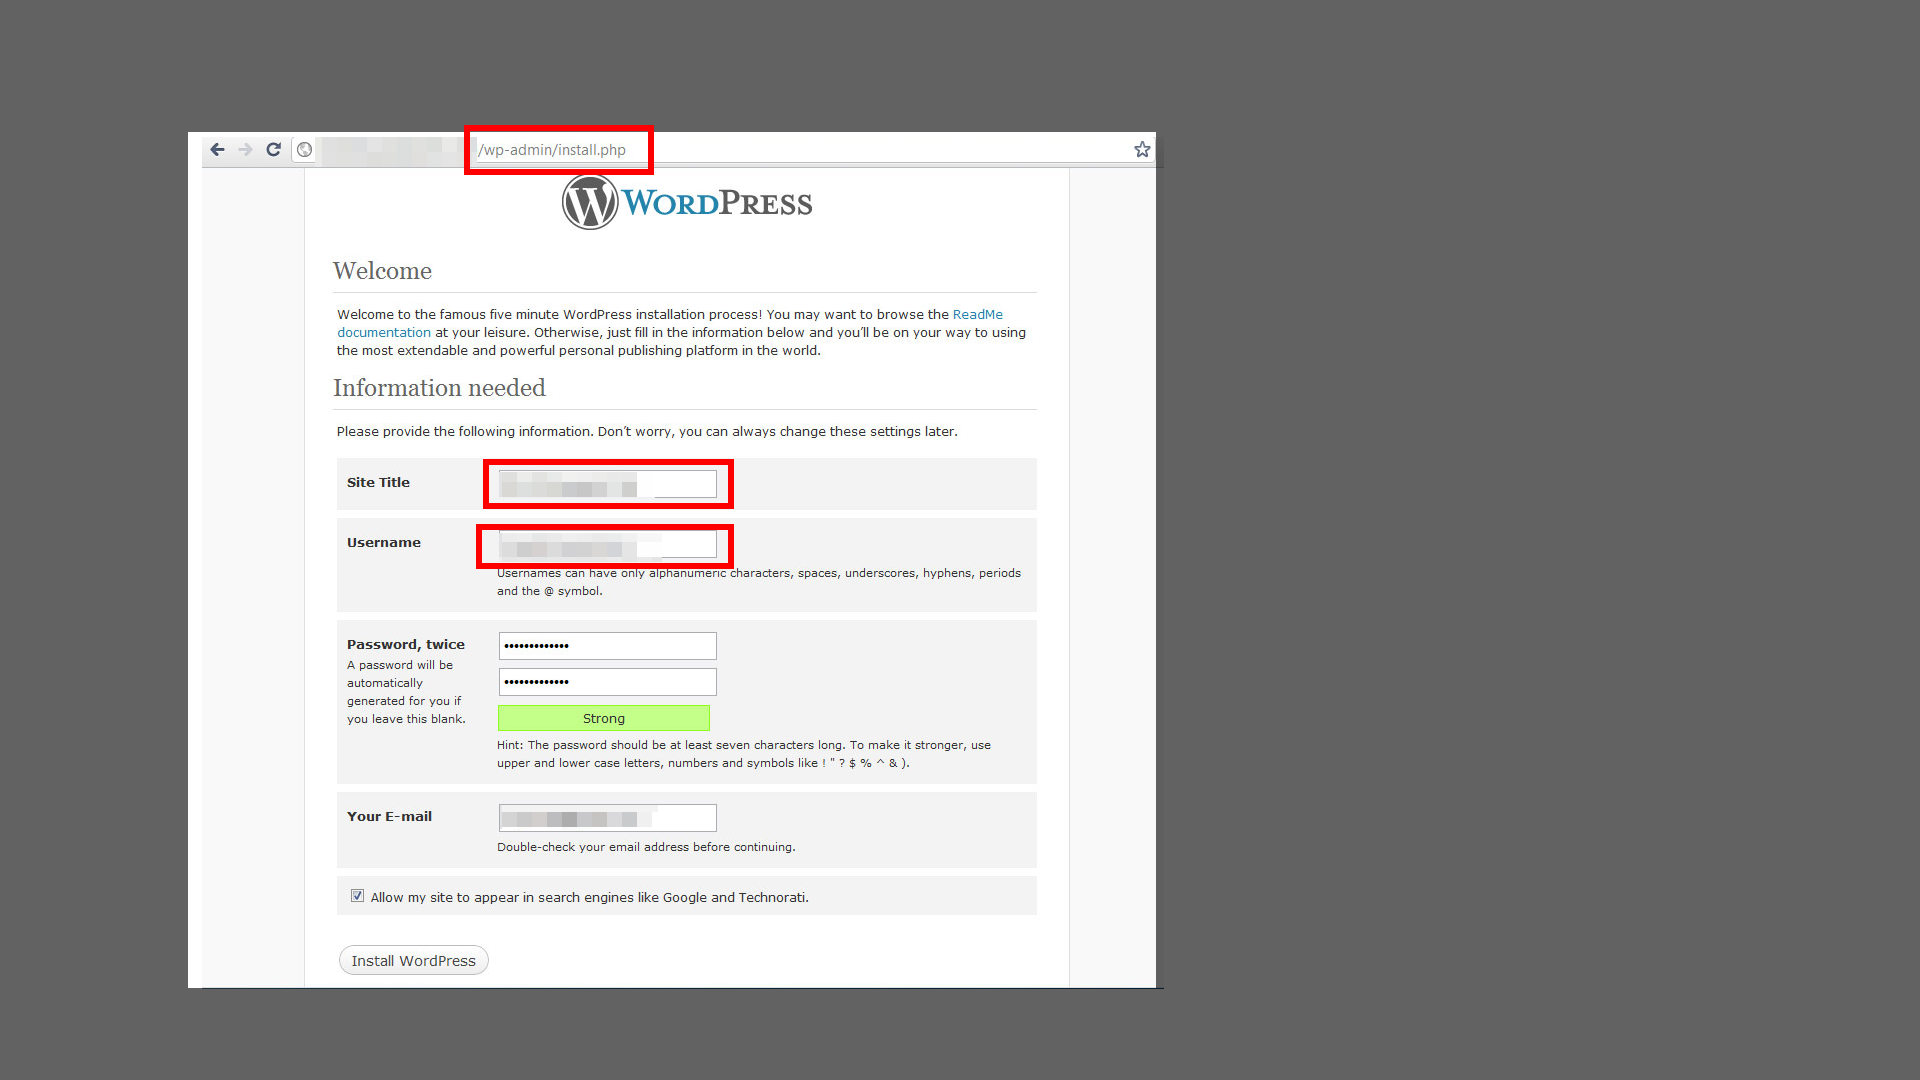 /wp-admin/install.php
WORDPRESS
Welcome
Welcome to the famous five minute WordPress installation process! You may want to browse the ReadMe
documentation at your leisure. Otherwise, just fill in the information below and you’ll be on your way to using
the most extendable and powerful personal publishing platform in the world.
Information needed
Please provide the following information. Don’t worry, you can always change these settings later.
Site Title
Username
Usernames can have only alphanumeric characters, spaces, underscores, hyphens, periods
and the @ symbol.
Password, twice
A password will be
automatically
generated for you if
you leave this blank.
•••••••••••••
•••••••••••••
Strong
Hint: The password should be at least seven characters long. To make it stronger, use
upper and lower case letters, numbers and symbols like ! " ? $ % ^ & ).
Your E-mail
Double-check your email address before continuing.
Allow my site to appear in search engines like Google and Technorati.
Install WordPress